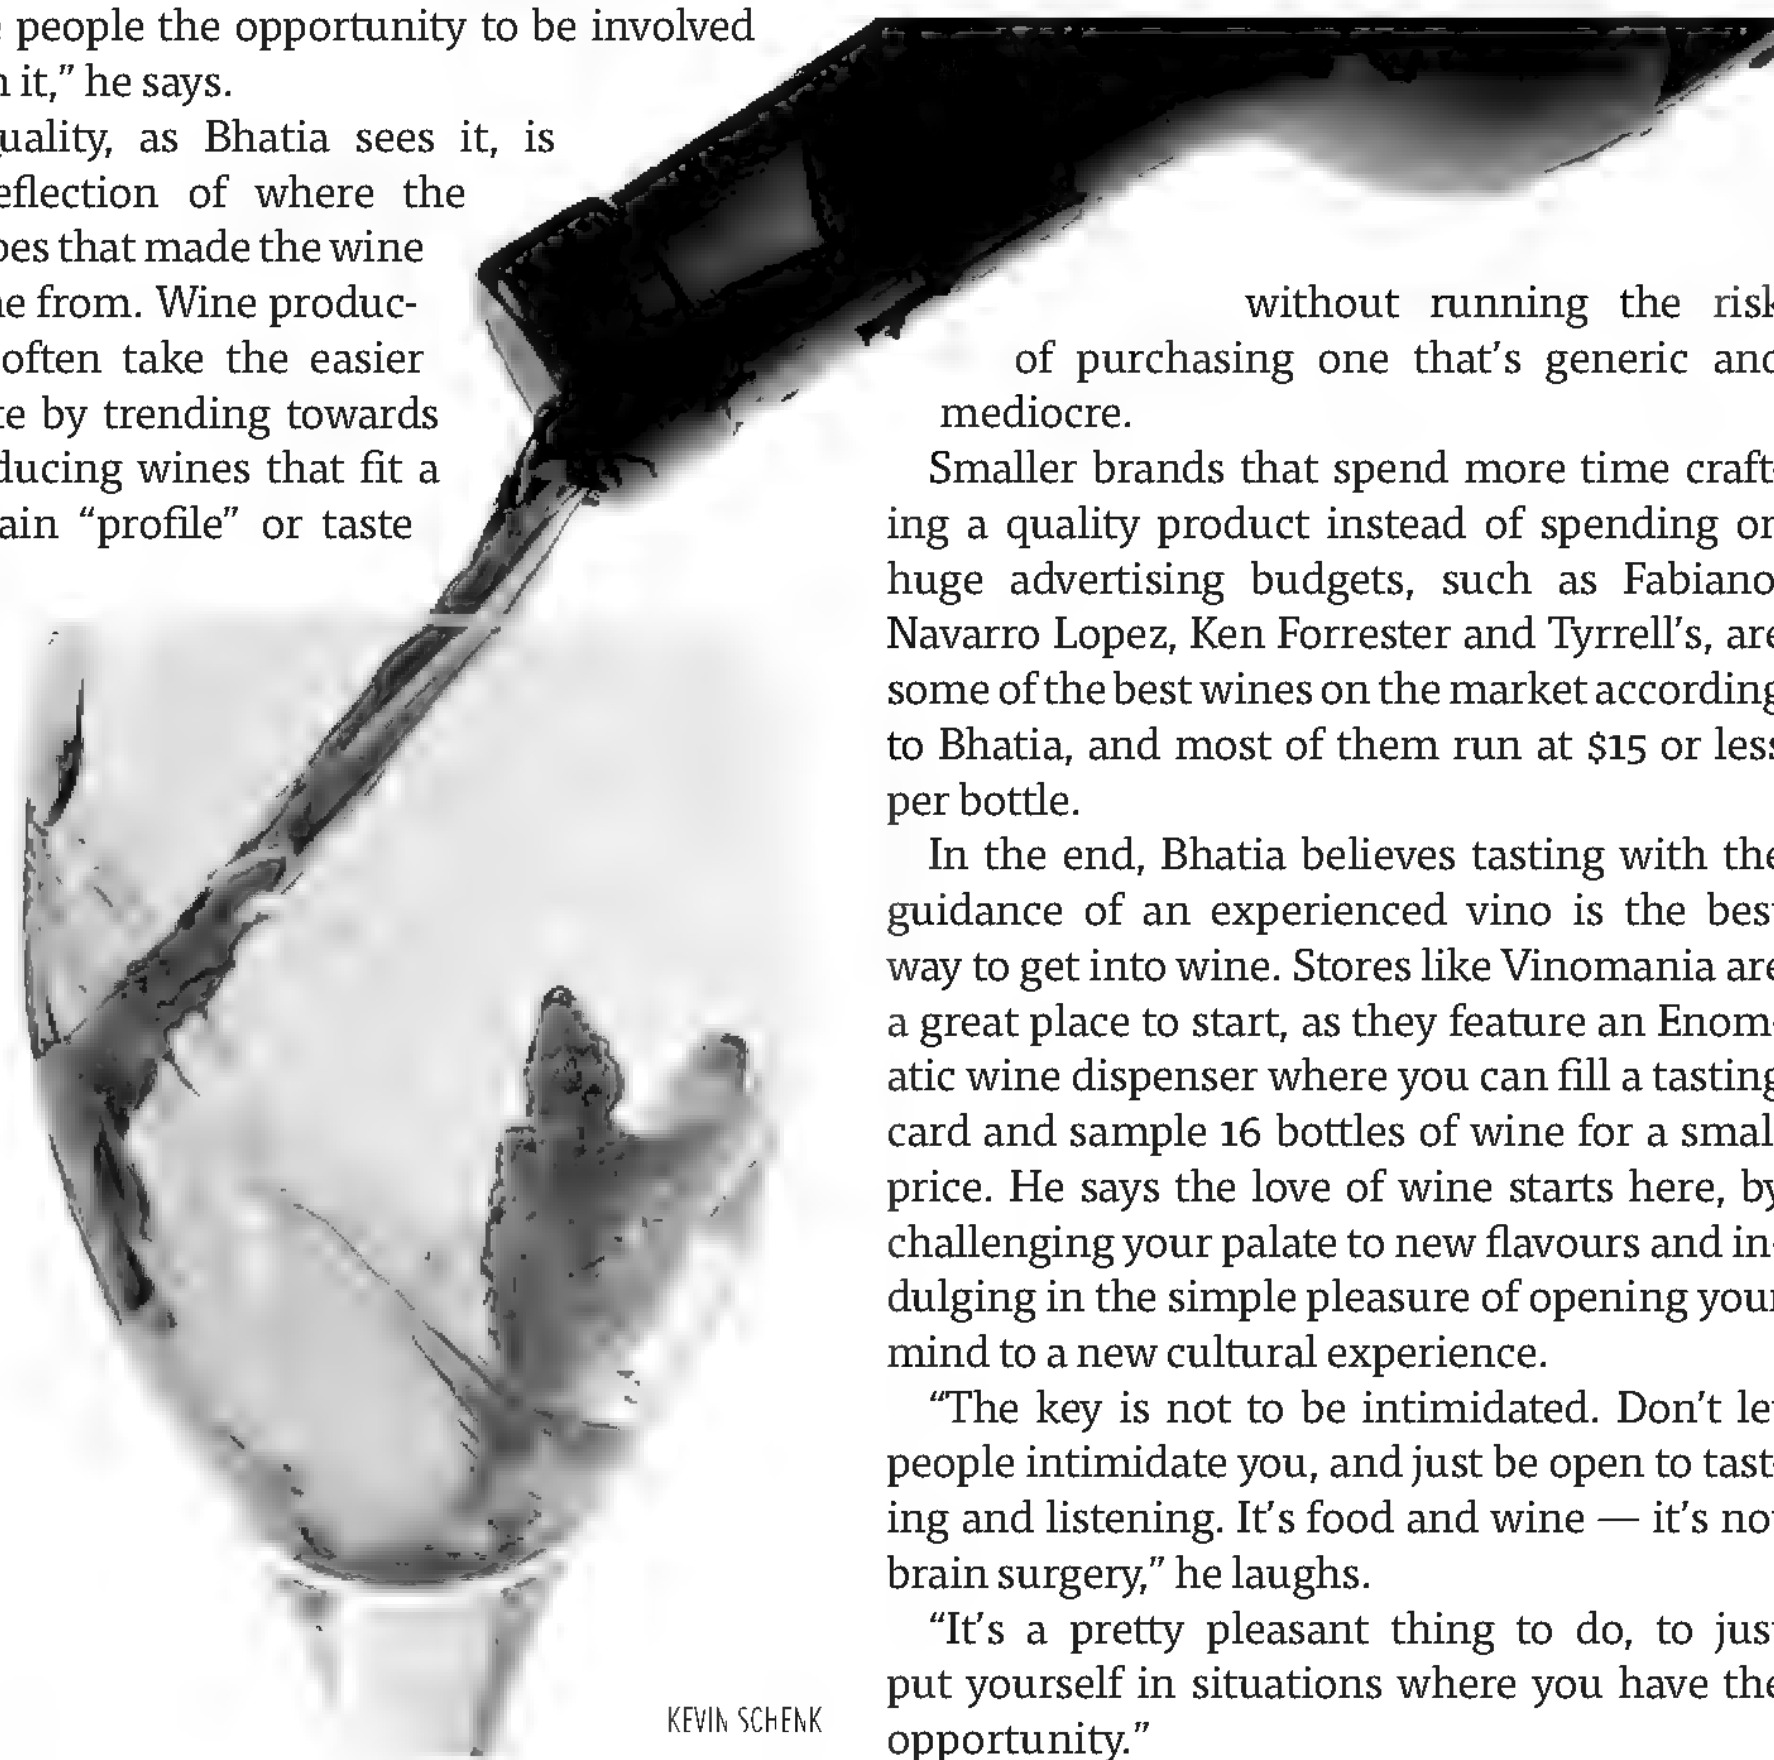 people the opportunity to be involved
it,” he says.
as Bhatia sees it, is
of where the
that made the wine
from. Wine produc-
often take the easier
by trending towards
wines that fit a
“profile” or taste
without running the risk
of purchasing one that’s generic and
mediocre.
Smaller brands that spend more time craft-
ing a quality product instead of spending on
huge advertising budgets, such as Fabiano,
Navarro Lopez, Ken Forrester and Tyrrell’s, are
some of the best wines on the market according
to Bhatia, and most of them run at $15 or less
per bottle.
In the end, Bhatia believes tasting with the
guidance of an experienced vino is the best
way to get into wine. Stores like Vinomania are
a great place to start, as they feature an Enom-
atic wine dispenser where you can fill a tasting
card and sample 16 bottles of wine for a small
price. He says the love of wine starts here, by
challenging your palate to new flavours and in-
dulging in the simple pleasure of opening your
mind to a new cultural experience.
“The key is not to be intimidated. Don’t let
people intimidate you, and just be open to tast-
ing and listening. It’s food and wine — it’s not
brain surgery,” he laughs.
“It’s a pretty pleasant thing to do, to just
put yourself in situations where you have the
opportunity.”
KEVIN SCHENK